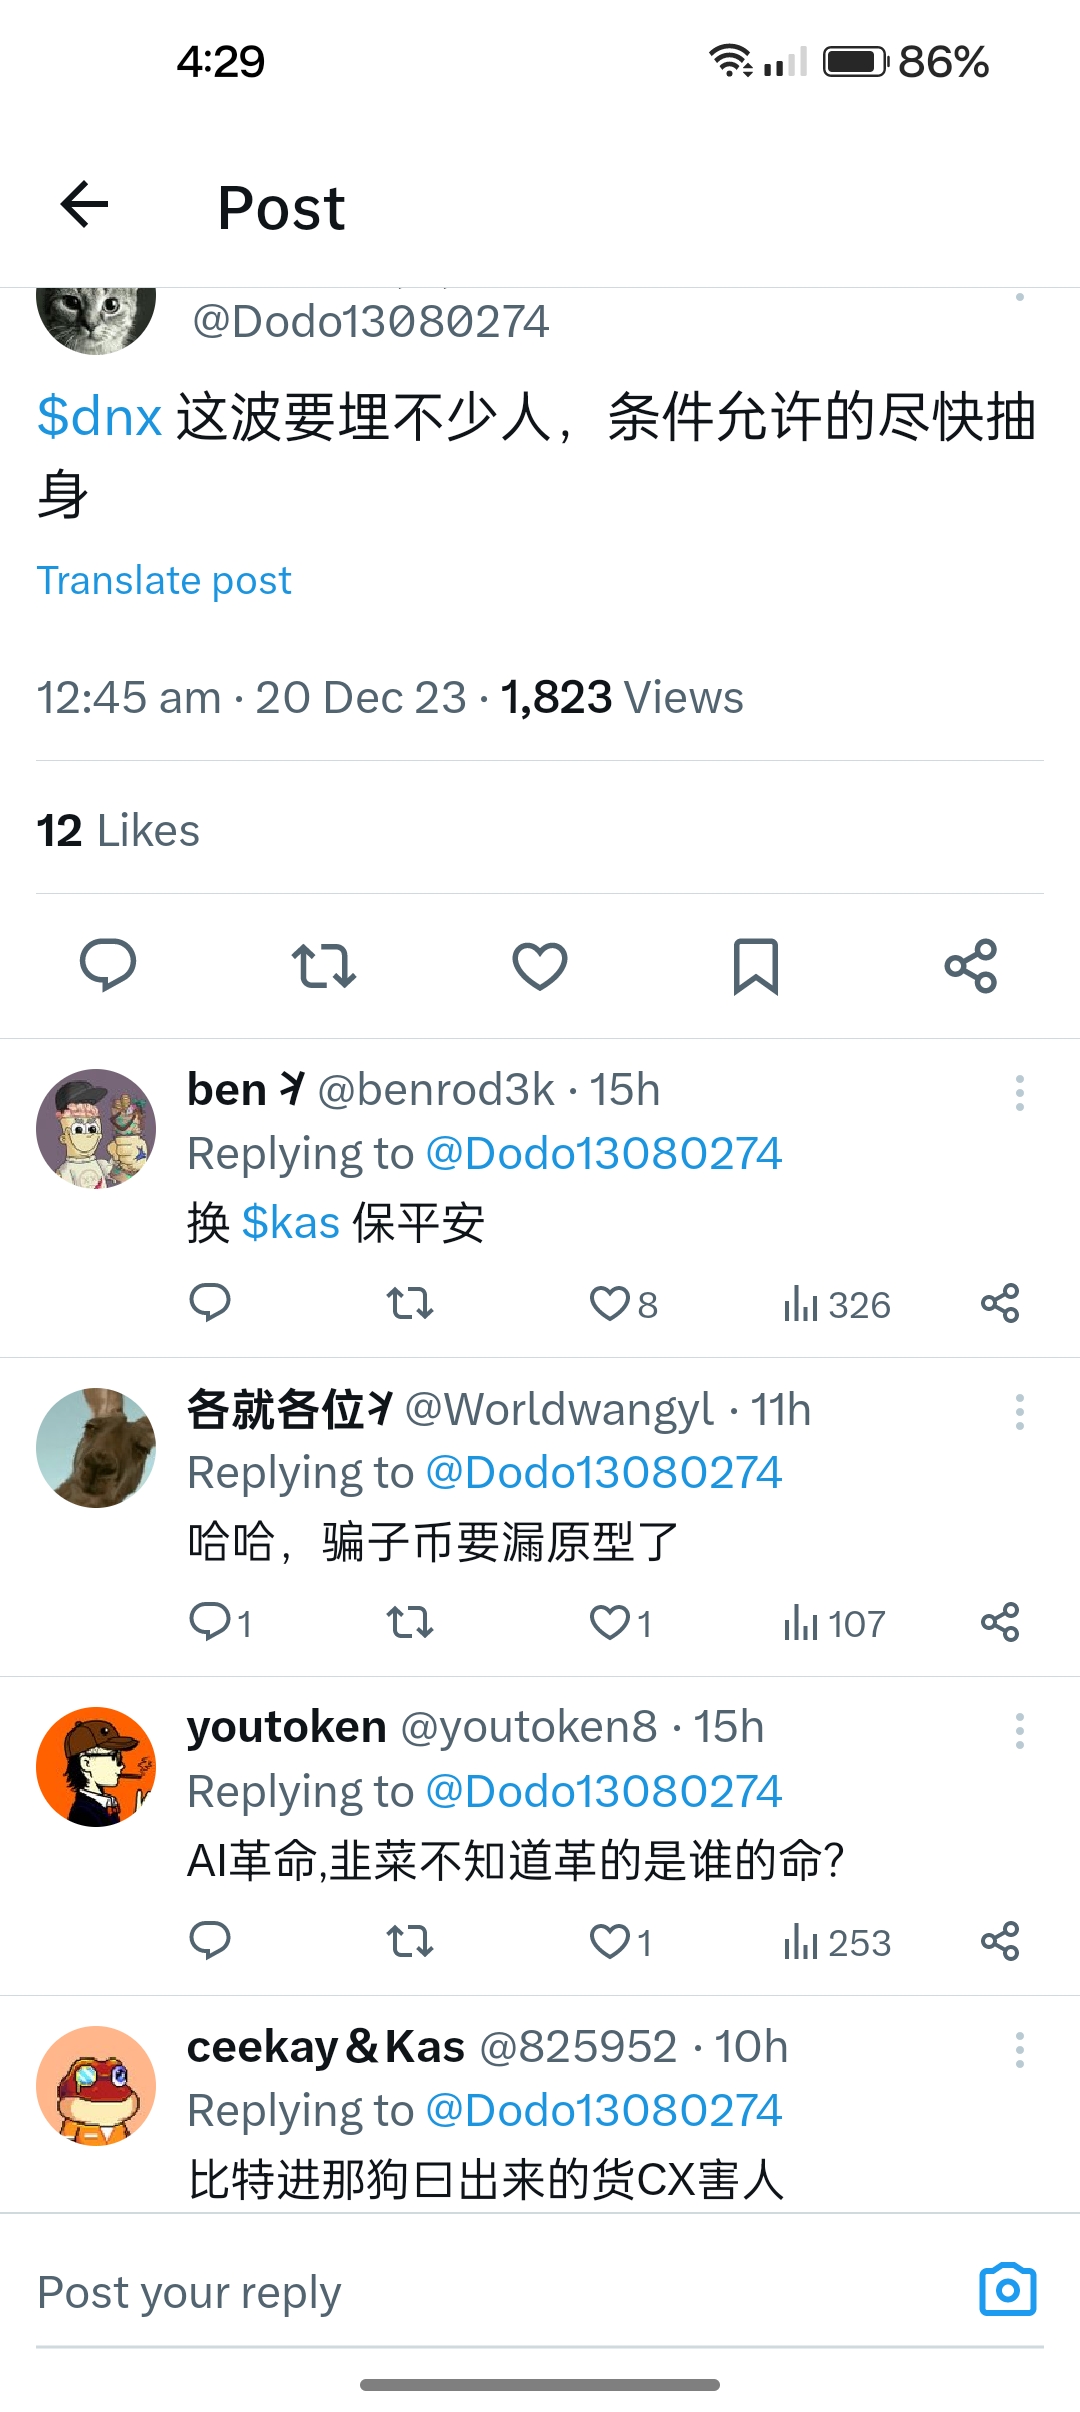 4:29
86%
Post
@Dodo13080274
$dnx 这波要埋不少人，条件允许的尽快抽
身
Translate post
12:45 am · 20 Dec 23 · 1,823 Views
12 Likes
ben @benrod3k · 15h
Replying to @Dodo13080274
换 $kas 保平安
8 326
各就各位 @Worldwangyl · 11h
Replying to @Dodo13080274
哈哈，骗子币要漏原型了
1 1 107
youtoken @youtoken8 · 15h
Replying to @Dodo13080274
AI革命,韭菜不知道革的是谁的命?
1 253
ceekay&Kas @825952 · 10h
Replying to @Dodo13080274
比特进那狗曰出来的货CX害人
Post your reply